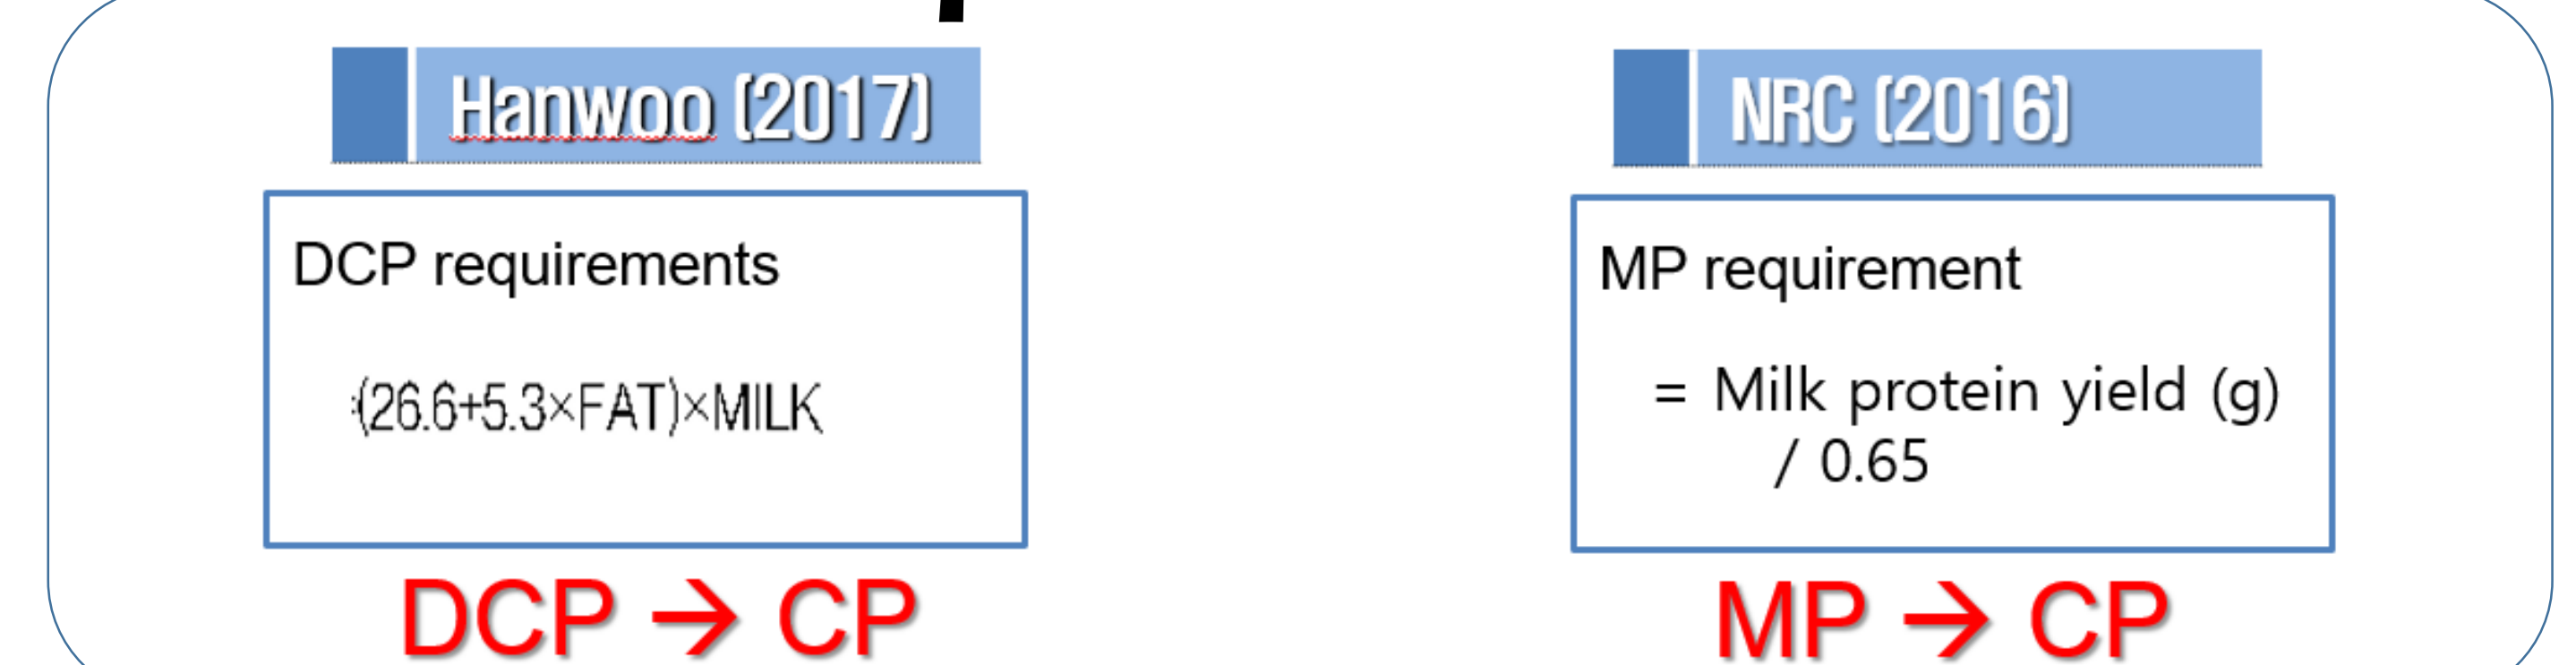 Hanwoo (2017)
DCP requirements
:(26.6+5.3×FAT)×MILK
DCP → CP
NRC (2016)
MP requirement
= Milk protein yield (g)
/ 0.65
MP → CP